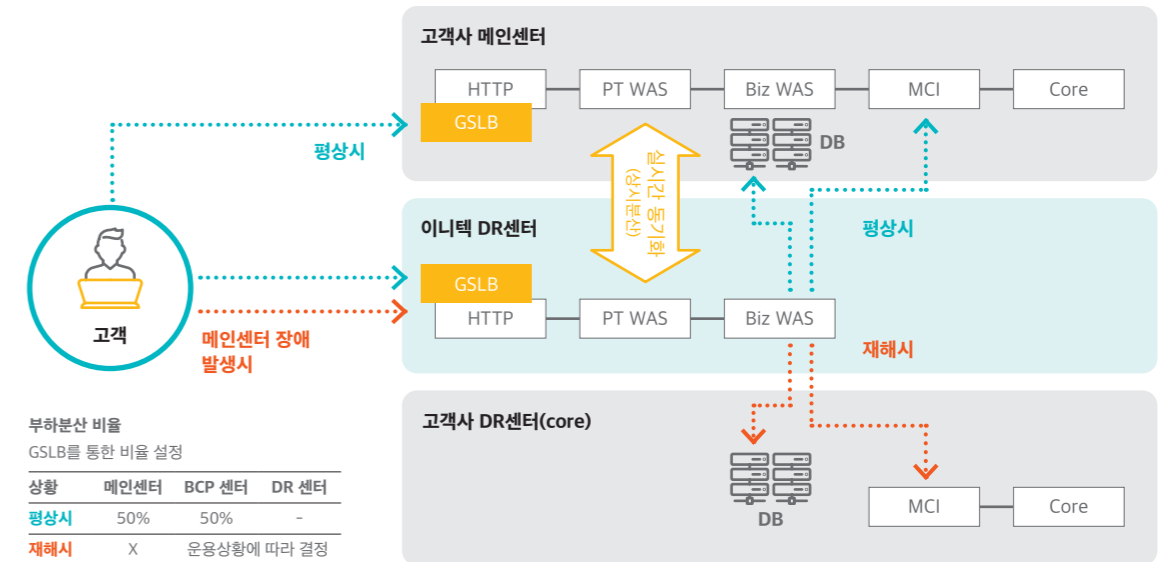 고객사 메인센터
HTTP
PT WAS
Biz WAS
MCI
Core
GSLB
DB
평상시
실시간 동기화
(상시분산)
이니텍 DR센터
평상시
GSLB
HTTP
PT WAS
Biz WAS
고객
메인센터 장애
발생시
재해시
고객사 DR센터(core)
DB
MCI
Core
부하분산 비율
GSLB를 통한 비율 설정
상황 메인센터 BCP 센터 DR 센터
평상시 50% 50% -
재해시 X 운용상황에 따라 결정